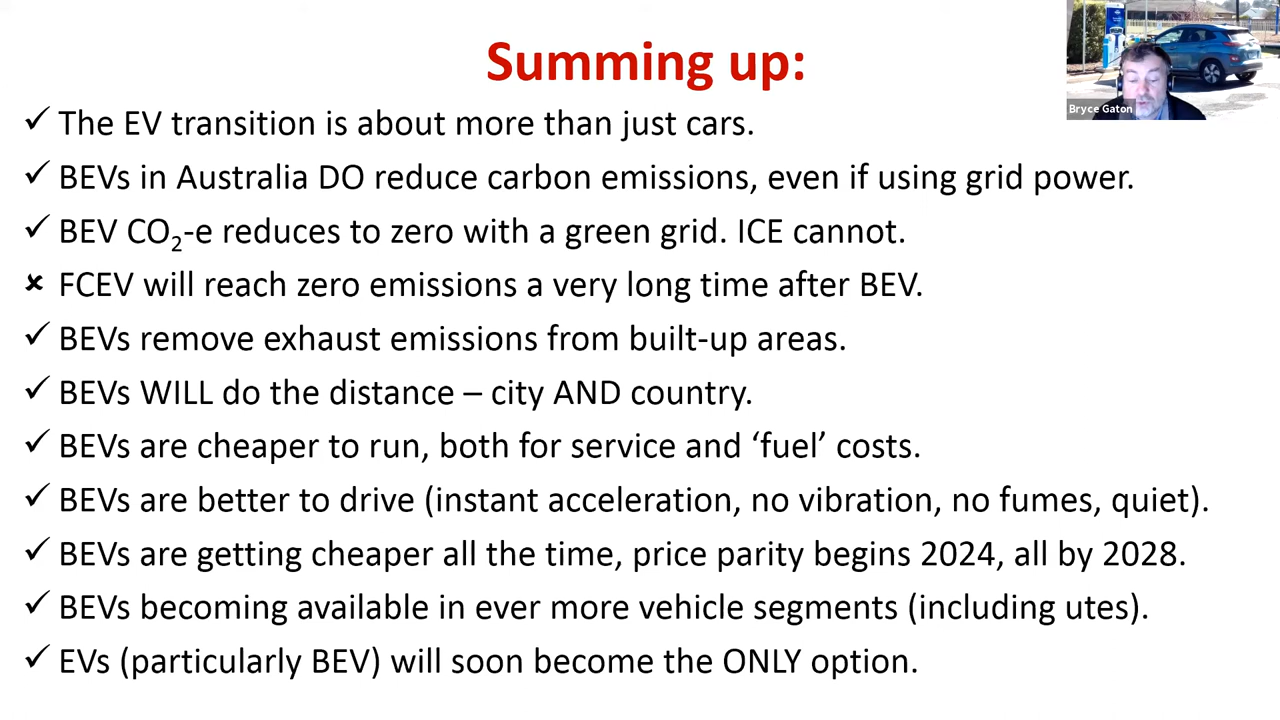 Summing up:
Bryce Gaton
✓ The EV transition is about more than just cars.
✓ BEVs in Australia DO reduce carbon emissions, even if using grid power.
✓ BEV CO₂-e reduces to zero with a green grid. ICE cannot.
✗ FCEV will reach zero emissions a very long time after BEV.
✓ BEVs remove exhaust emissions from built-up areas.
✓ BEVs WILL do the distance – city AND country.
✓ BEVs are cheaper to run, both for service and ‘fuel’ costs.
✓ BEVs are better to drive (instant acceleration, no vibration, no fumes, quiet).
✓ BEVs are getting cheaper all the time, price parity begins 2024, all by 2028.
✓ BEVs becoming available in ever more vehicle segments (including utes).
✓ EVs (particularly BEV) will soon become the ONLY option.